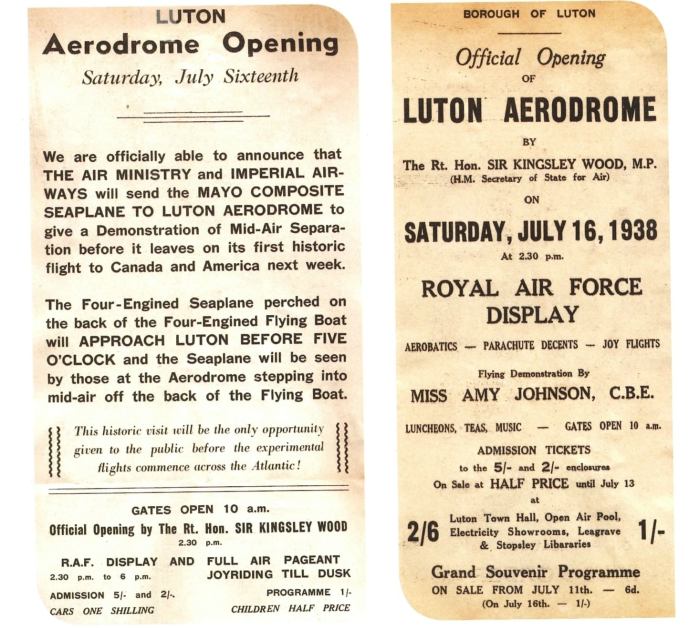 LUTON
Aerodrome Opening
Saturday, July Sixteenth
We are officially able to announce that
THE AIR MINISTRY and IMPERIAL AIR-
WAYS will send the MAYO COMPOSITE
SEAPLANE TO LUTON AERODROME to
give a Demonstration of Mid-Air Separa-
tion before it leaves on its first historic
flight to Canada and America next week.
The Four-Engined Seaplane perched on
the back of the Four-Engined Flying Boat
will APPROACH LUTON BEFORE FIVE
O'CLOCK and the Seaplane will be seen
by those at the Aerodrome stepping into
mid-air off the back of the Flying Boat.
This historic visit will be the only opportunity
given to the public before the experimental
flights commence across the Atlantic!
GATES OPEN 10 a.m.
Official Opening by The Rt. Hon. SIR KINGSLEY WOOD
2.30 p.m.
R.A.F. DISPLAY AND FULL AIR PAGEANT
2.30 p.m. to 6 p.m. JOYRIDING TILL DUSK
ADMISSION 5/- and 2/-. PROGRAMME 1/-
CARS ONE SHILLING CHILDREN HALF PRICE
BOROUGH OF LUTON
Official Opening
OF
LUTON AERODROME
BY
The Rt. Hon. SIR KINGSLEY WOOD, M.P.
(H.M. Secretary of State for Air)
ON
SATURDAY, JULY 16, 1938
At 2.30 p.m.
ROYAL AIR FORCE
DISPLAY
AEROBATICS — PARACHUTE DECENTS — JOY FLIGHTS
Flying Demonstration By
MISS AMY JOHNSON, C.B.E.
LUNCHEONS, TEAS, MUSIC — GATES OPEN 10 a.m.
ADMISSION TICKETS
to the 5/- and 2/- enclosures
On Sale at HALF PRICE until July 13
at
2/6 Luton Town Hall, Open Air Pool, 1/-
Electricity Showrooms, Leagrave
& Stopsley Libararies
Grand Souvenir Programme
ON SALE FROM JULY 11th. — 6d.
(On July 16th. — 1/-)